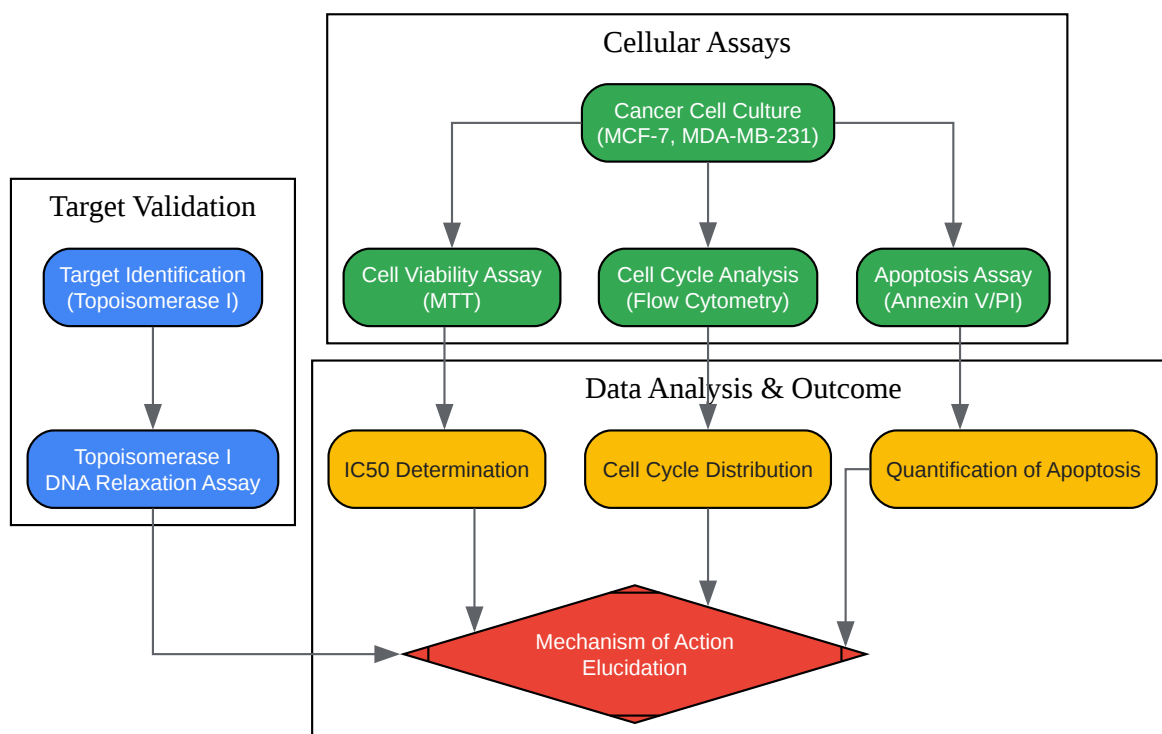 Cellular Assays
Cancer Cell Culture
(MCF-7, MDA-MB-231)
Target Validation
Target Identification
(Topoisomerase I)
Cell Viability Assay
(MTT)
Cell Cycle Analysis
(Flow Cytometry)
Apoptosis Assay
(Annexin V/PI)
Data Analysis & Outcome
Topoisomerase I
DNA Relaxation Assay
IC50 Determination
Cell Cycle Distribution
Quantification of Apoptosis
Mechanism of Action
Elucidation